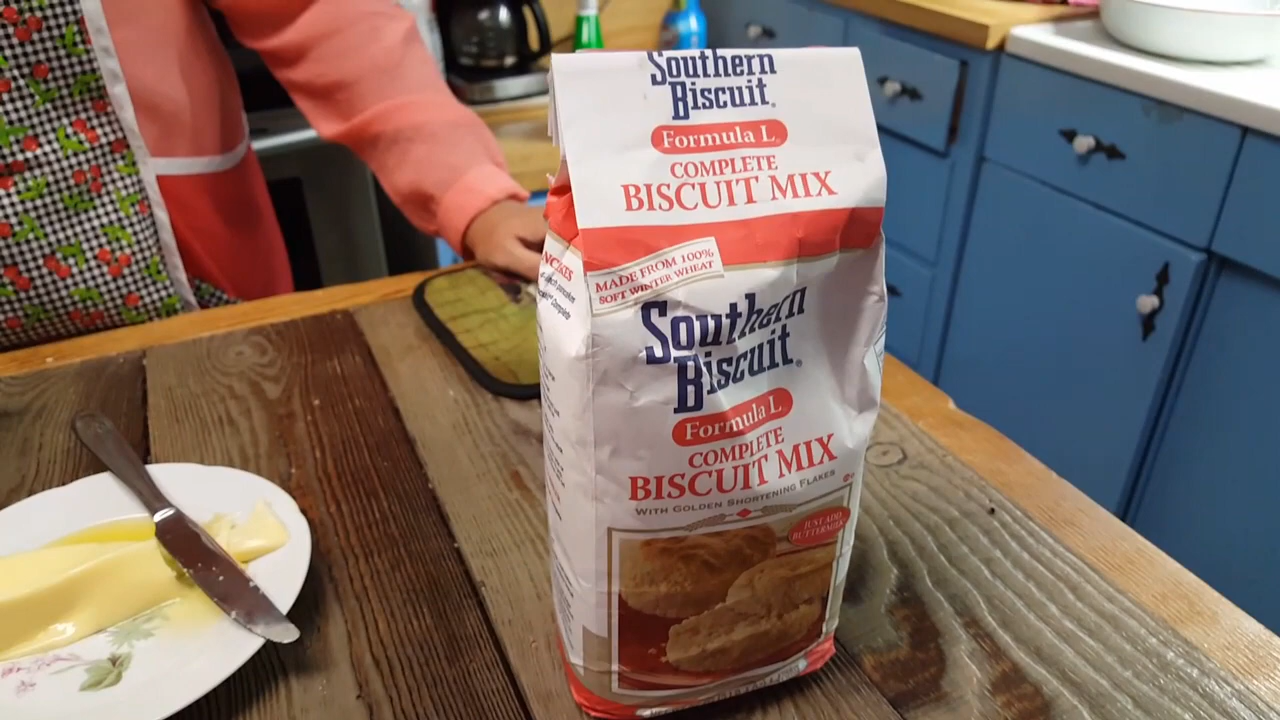 Southern
Biscuit®
Formula L®
COMPLETE
BISCUIT MIX
MADE FROM 100%
SOFT WINTER WHEAT
Southern
Biscuit®
Formula L®
COMPLETE
BISCUIT MIX
WITH GOLDEN SHORTENING FLAKES
JUST ADD
BUTTERMILK